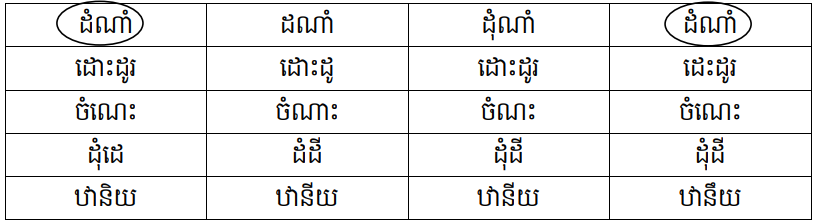 ដំណាំ ដណាំ ដុំណាំ ដំណាំ
ដោះដូរ ដោះដូ ដោះដូរ ដេះដូរ
ចំណេះ ចំណាះ ចំណះ ចំណេះ
ដុំដេ ដំដី ដុំដី ដុំដី
ឋានិយ ឋានីយ ឋានីយ ឋានឹយ